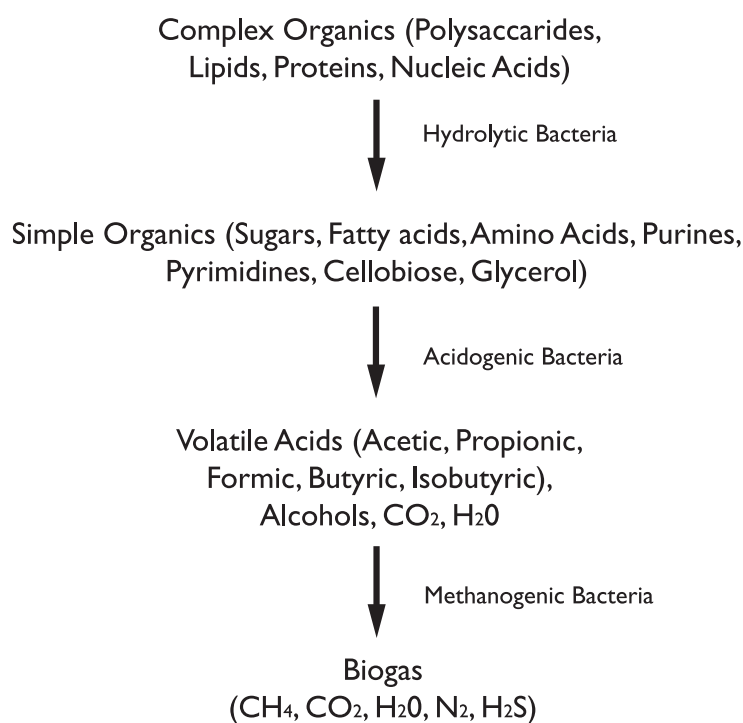 Complex Organics (Polysaccarides,
Lipids, Proteins, Nucleic Acids)
Hydrolytic Bacteria
Simple Organics (Sugars, Fatty acids, Amino Acids, Purines,
Pyrimidines, Cellobiose, Glycerol)
Acidogenic Bacteria
Volatile Acids (Acetic, Propionic,
Formic, Butyric, Isobutyric),
Alcohols, CO₂, H₂0
Methanogenic Bacteria
Biogas
(CH₄, CO₂, H₂0, N₂, H₂S)